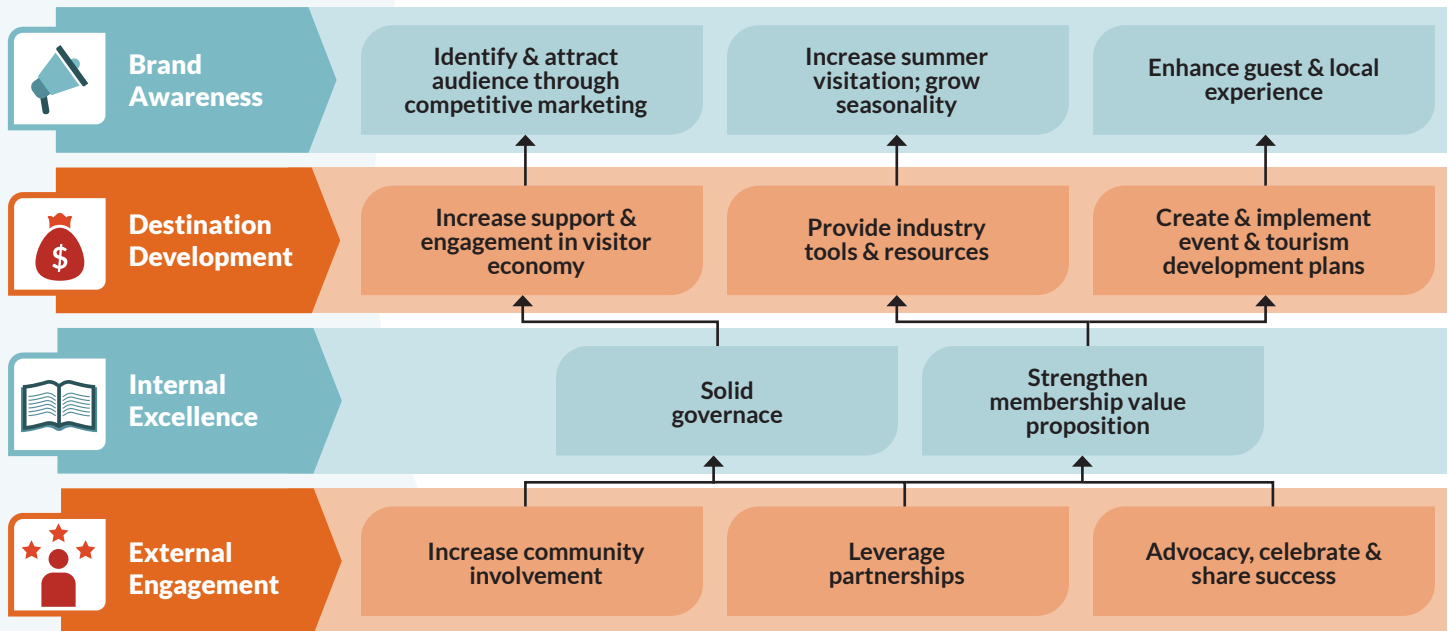 Brand
Awareness
Identify & attract
audience through
competitive marketing
Increase summer
visitation; grow
seasonality
Enhance guest & local
experience
Destination
Development
$
Increase support &
engagement in visitor
economy
Provide industry
tools & resources
Create & implement
event & tourism
development plans
Internal
Excellence
Solid
governace
Strengthen
membership value
proposition
External
Engagement
Increase community
involvement
Leverage
partnerships
Advocacy, celebrate &
share success